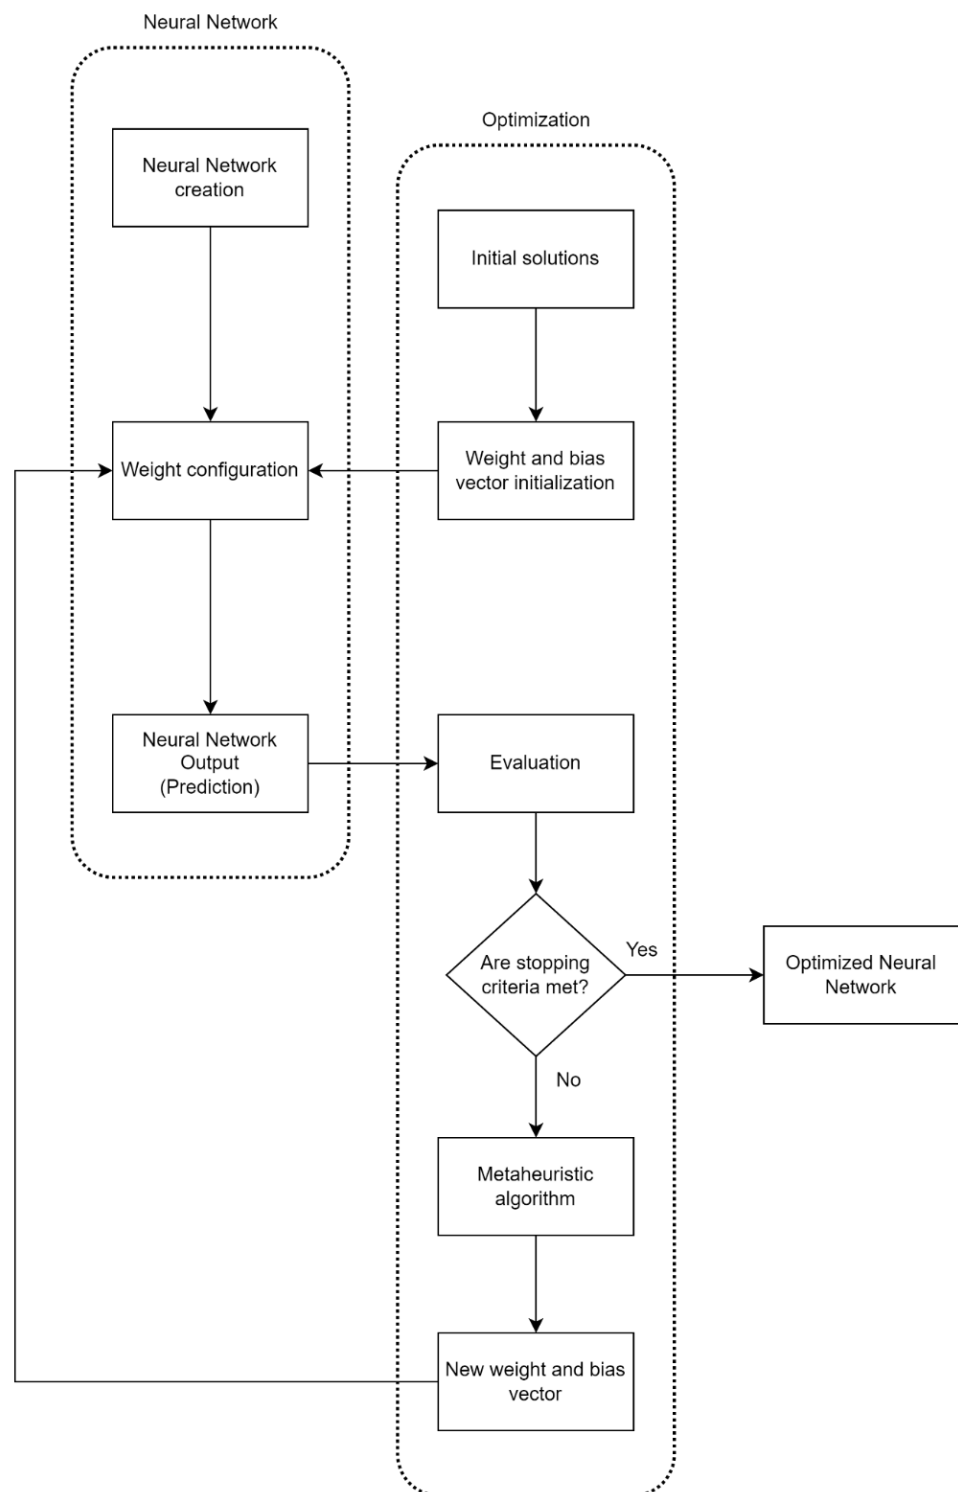 Neural Network
Optimization
Neural Network
creation
Initial solutions
Weight configuration
Weight and bias
vector initialization
Neural Network
Output
(Prediction)
Evaluation
Are stopping
criteria met?
Yes
Optimized Neural
Network
No
Metaheuristic
algorithm
New weight and bias
vector